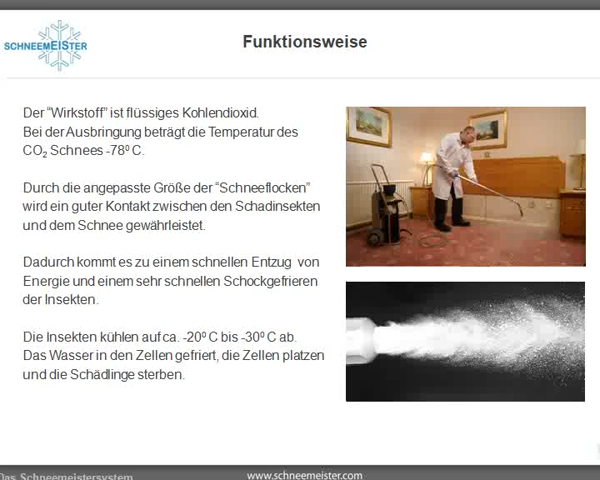 SCHNEEMEISTER
Funktionsweise
Der “Wirkstoff” ist flüssiges Kohlendioxid.
Bei der Ausbringung beträgt die Temperatur des
CO₂ Schnees -78⁰ C.
Durch die angepasste Größe der “Schneeflocken”
wird ein guter Kontakt zwischen den Schadinsekten
und dem Schnee gewährleistet.
Dadurch kommt es zu einem schnellen Entzug von
Energie und einem sehr schnellen Schockgefrieren
der Insekten.
Die Insekten kühlen auf ca. -20⁰ C bis -30⁰ C ab.
Das Wasser in den Zellen gefriert, die Zellen platzen
und die Schädlinge sterben.
Das Schneemeistersystem
www.schneemeister.com